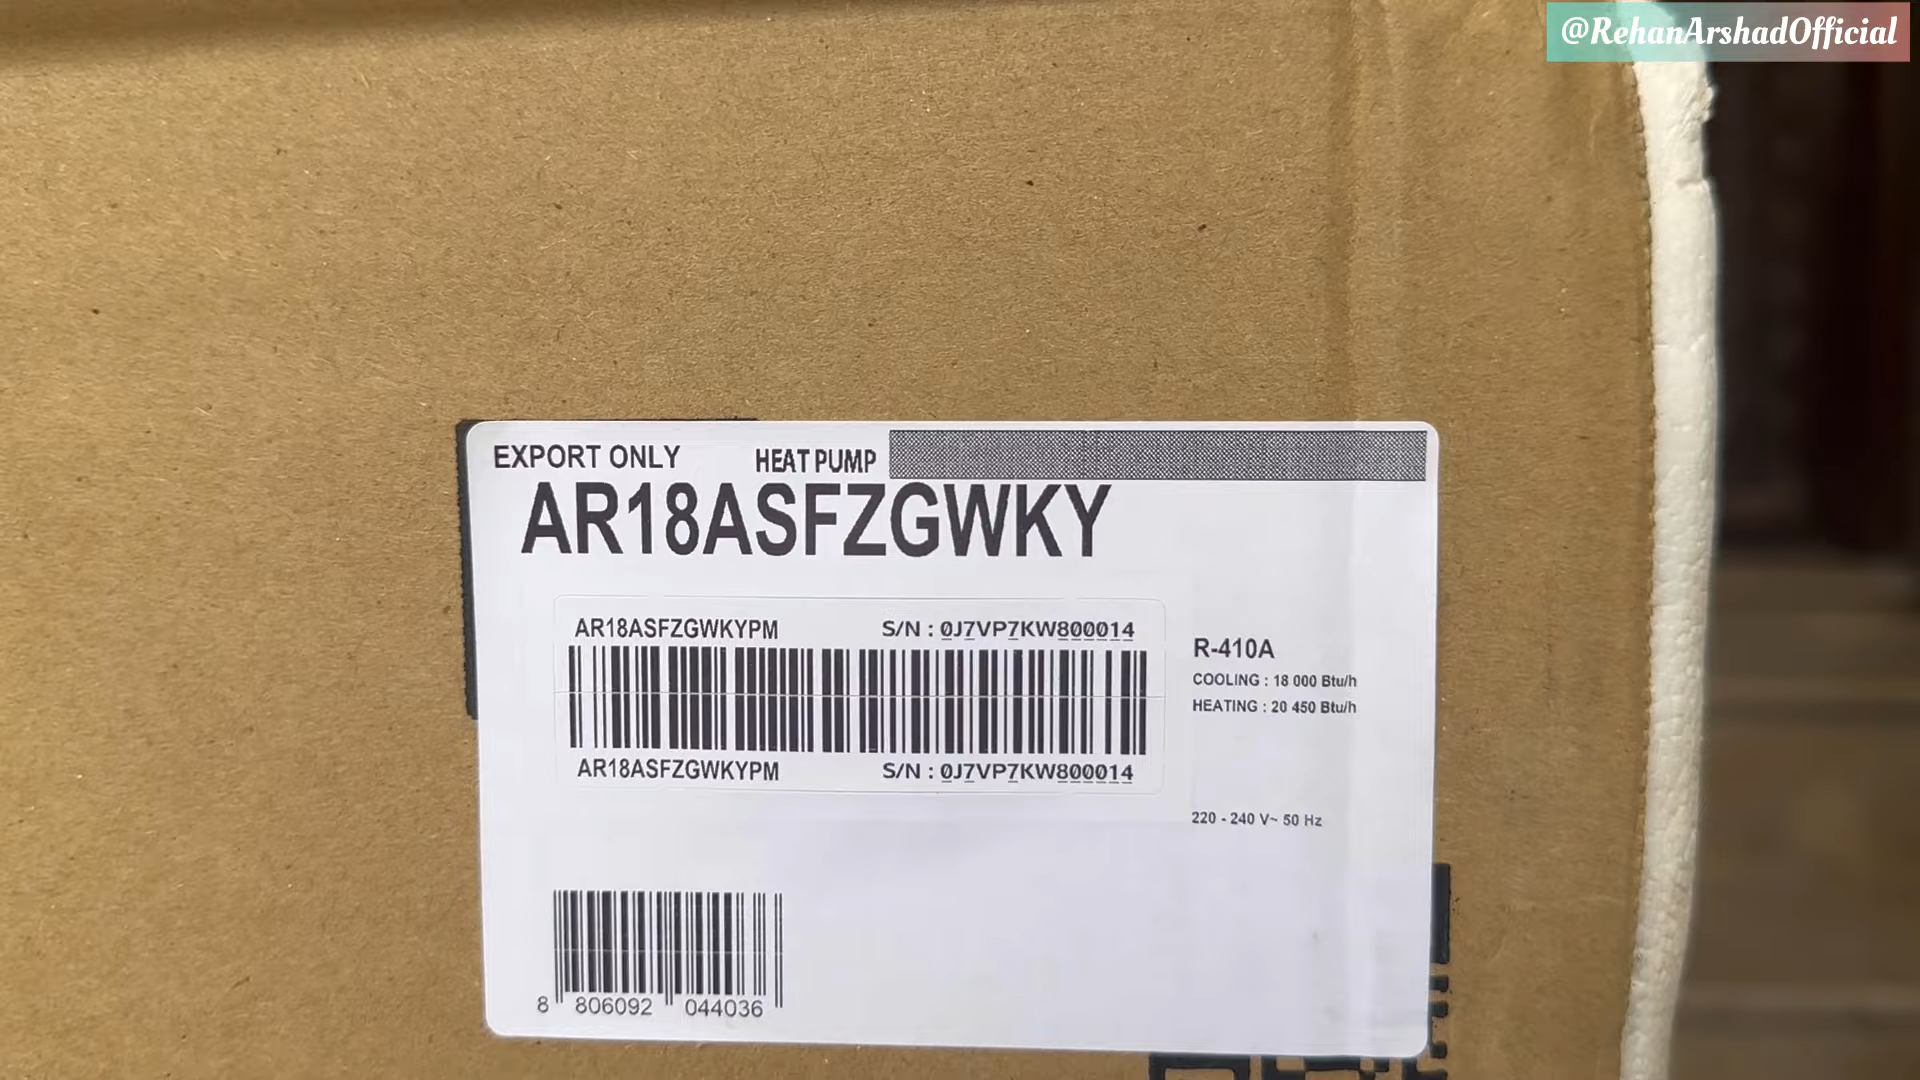 @RehanArshadOfficial
EXPORT ONLY HEAT PUMP
AR18ASFZGWKY
AR18ASFZGWKYPM S/N : 0J7VP7KW800014
R-410A
COOLING : 18 000 Btu/h
HEATING : 20 450 Btu/h
AR18ASFZGWKYPM S/N : 0J7VP7KW800014
220 - 240 V~ 50 Hz
8 806092 044036